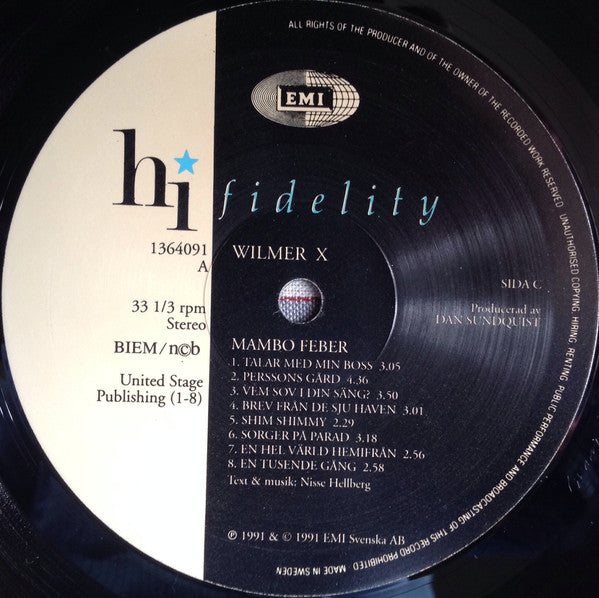 ALL RIGHTS OF THE PRODUCER AND OF THE OWNER OF THE RECORDED WORK RESERVED. UNAUTHORISED COPYING, HIRING, RENTING, PUBLIC PERFORMANCE AND BROADCASTING OF THIS RECORD PROHIBITED. MADE IN SWEDEN
EMI
hi fidelity
1364091
A
WILMER X
SIDA C
33 1/3 rpm
Stereo
Producerad av
DAN SUNDQUIST
BIEM/n©b
United Stage
Publishing (1-8)
MAMBO FEBER
1. TALAR MED MIN BOSS 3.05
2. PERSSONS GÅRD 4.36
3. VEM SOV I DIN SÄNG? 3.50
4. BREV FRÅN DE SJU HAVEN 3.01
5. SHIM SHIMMY 2.29
6. SORGER PÅ PARAD 3.18
7. EN HEL VÄRLD HEMIFRÅN 2.56
8. EN TUSENDE GÅNG 2.58
Text & musik: Nisse Hellberg
℗ 1991 & © 1991 EMI Svenska AB